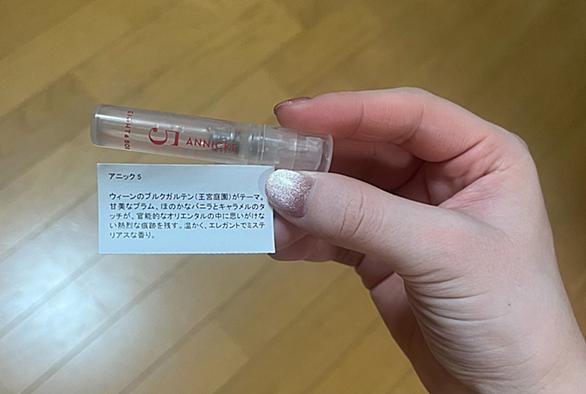 EIGHT & BOB
5
ANNICKE
アニック 5
ウィーンのブルクガルテン(王宮庭園)がテーマ。
甘美なプラム、ほのかなバニラとキャラメルのタ
ッチが、官能的なオリエンタルの中に思いがけな
い熱烈な痕跡を残す。温かく、エレガントでミステ
リアスな香り。